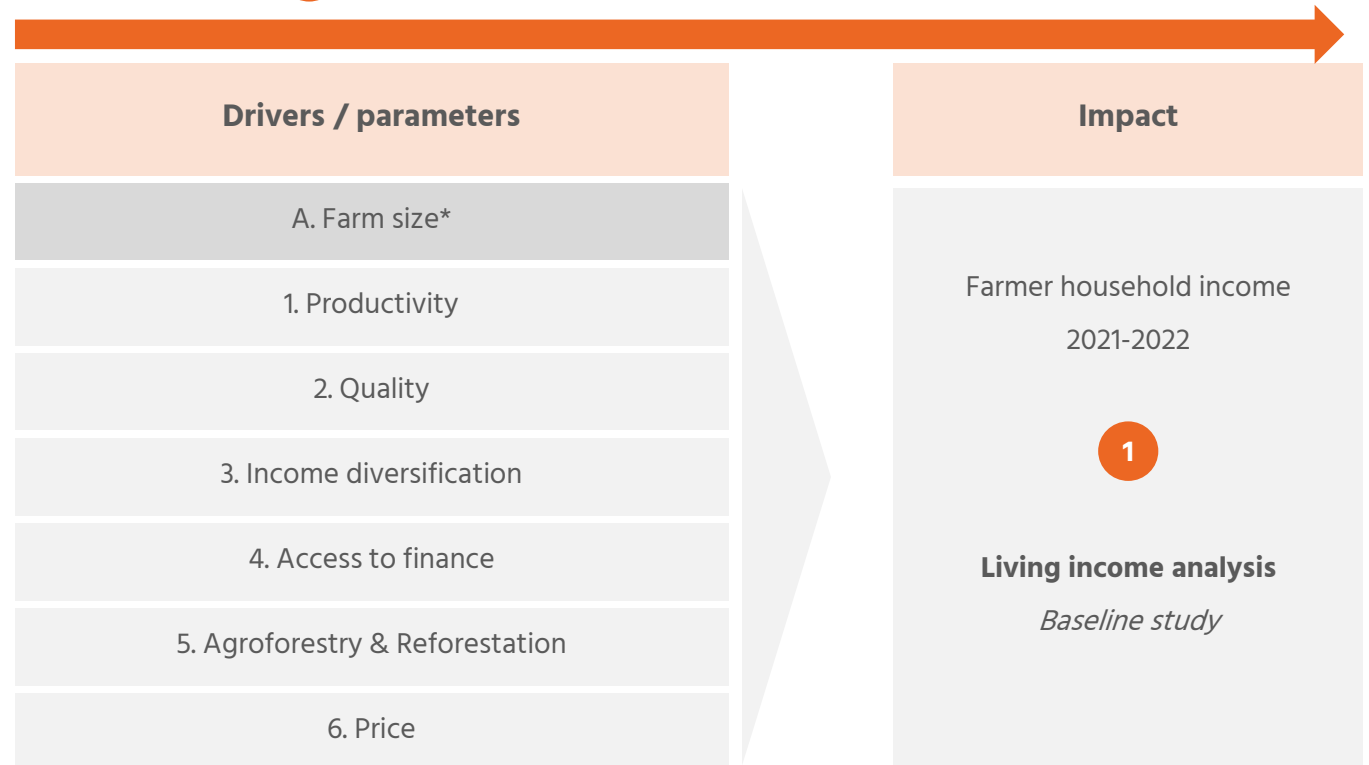 Drivers / parameters
A. Farm size*
1. Productivity
2. Quality
3. Income diversification
4. Access to finance
5. Agroforestry & Reforestation
6. Price
Impact
Farmer household income
2021-2022
1
Living income analysis
Baseline study